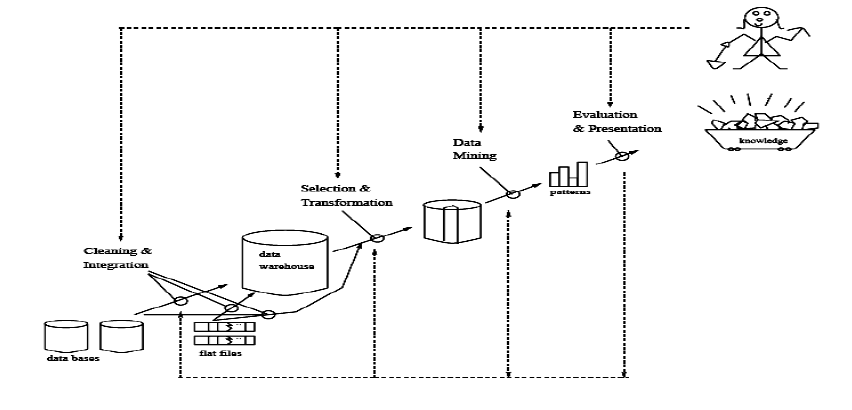 Evaluation
& Presentation
knowledge
Data
Mining
patterns
Selection &
Transformation
Cleaning &
Integration
data
warehouse
flat files
data bases